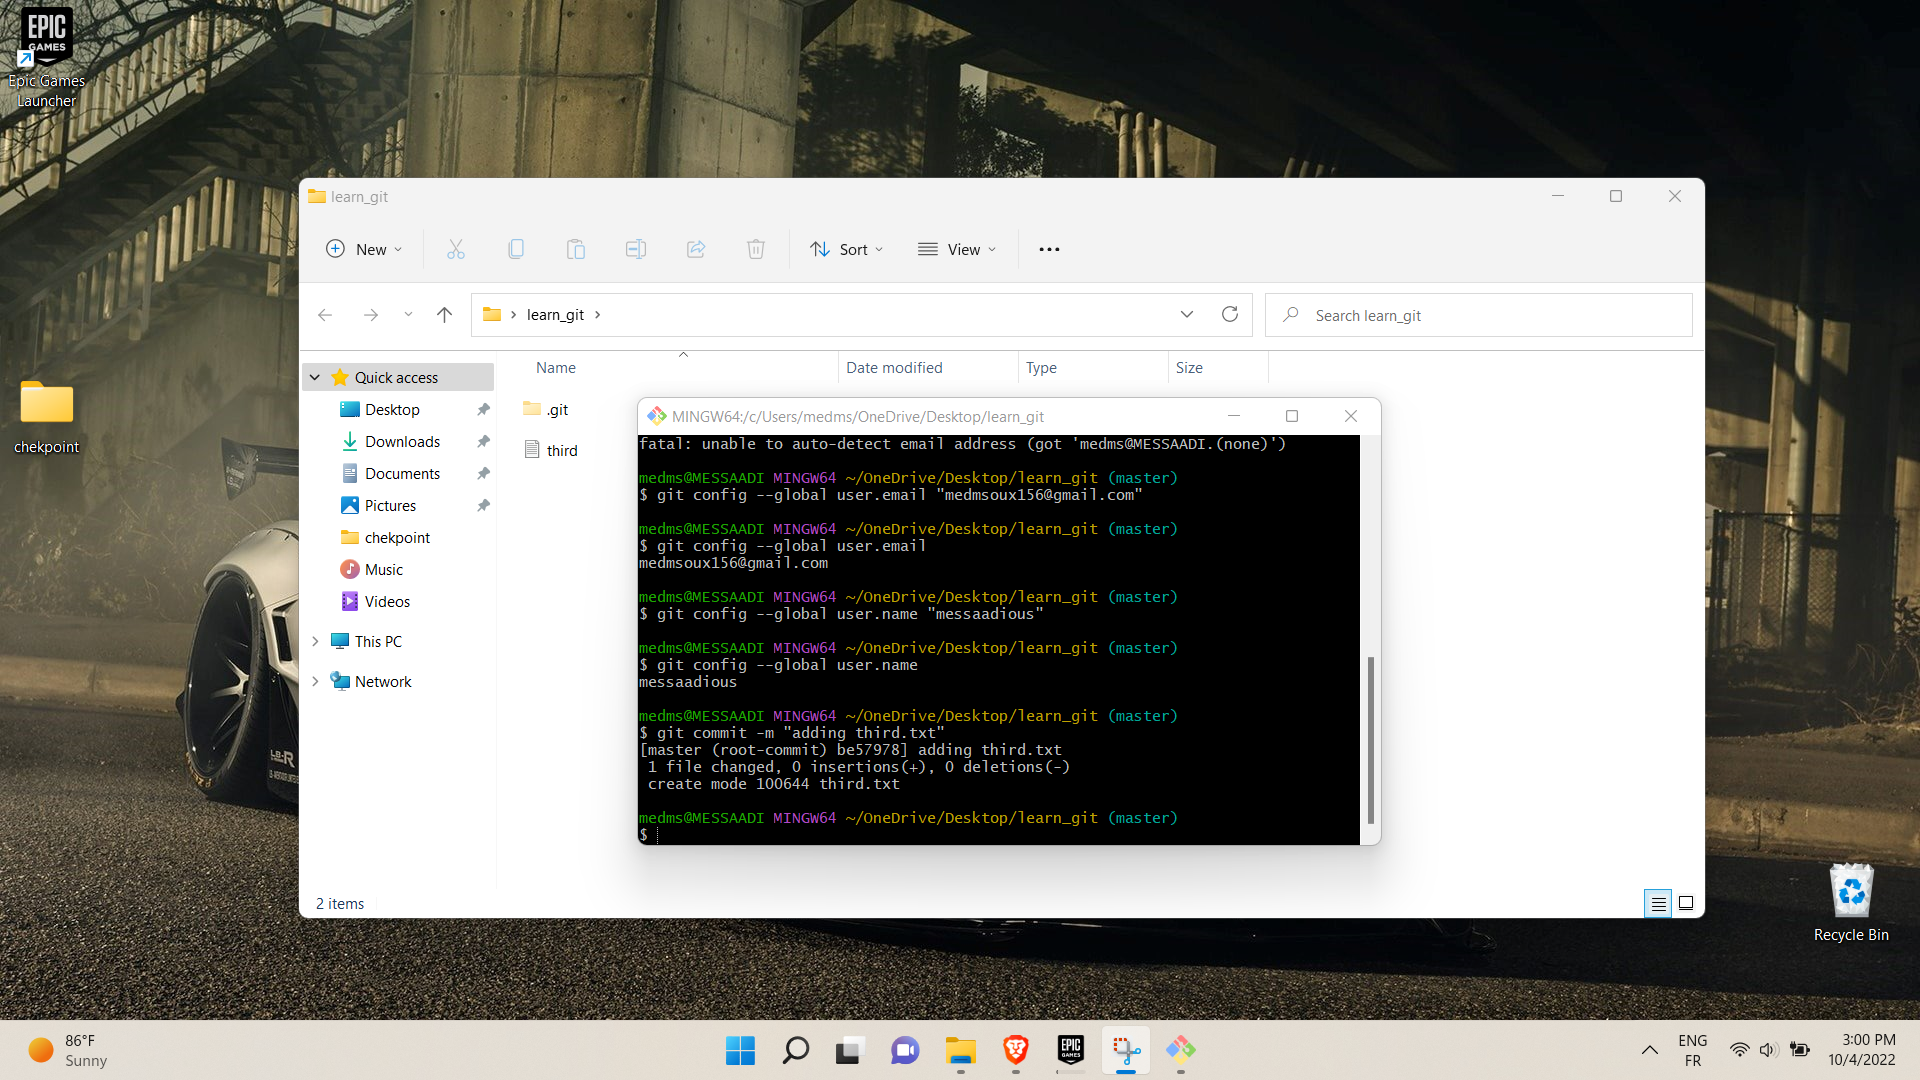 EPIC
GAMES
Epic Games
Launcher
chekpoint
learn_git
New
Sort
View
learn_git
Search learn_git
Name
Date modified
Type
Size
Quick access
Desktop
Downloads
Documents
Pictures
chekpoint
Music
Videos
This PC
Network
.git
third
2 items
MINGW64:/c/Users/medms/OneDrive/Desktop/learn_git
fatal: unable to auto-detect email address (got 'medms@MESSAADI.(none)')
medms@MESSAADI MINGW64 ~/OneDrive/Desktop/learn_git (master)
$ git config --global user.email "medmsoux156@gmail.com"
medms@MESSAADI MINGW64 ~/OneDrive/Desktop/learn_git (master)
$ git config --global user.email
medmsoux156@gmail.com
medms@MESSAADI MINGW64 ~/OneDrive/Desktop/learn_git (master)
$ git config --global user.name "messaadious"
medms@MESSAADI MINGW64 ~/OneDrive/Desktop/learn_git (master)
$ git config --global user.name
messaadious
medms@MESSAADI MINGW64 ~/OneDrive/Desktop/learn_git (master)
$ git commit -m "adding third.txt"
[master (root-commit) be57978] adding third.txt
1 file changed, 0 insertions(+), 0 deletions(-)
create mode 100644 third.txt
medms@MESSAADI MINGW64 ~/OneDrive/Desktop/learn_git (master)
$
Recycle Bin
86°F
Sunny
EPIC
GAMES
ENG
FR
3:00 PM
10/4/2022